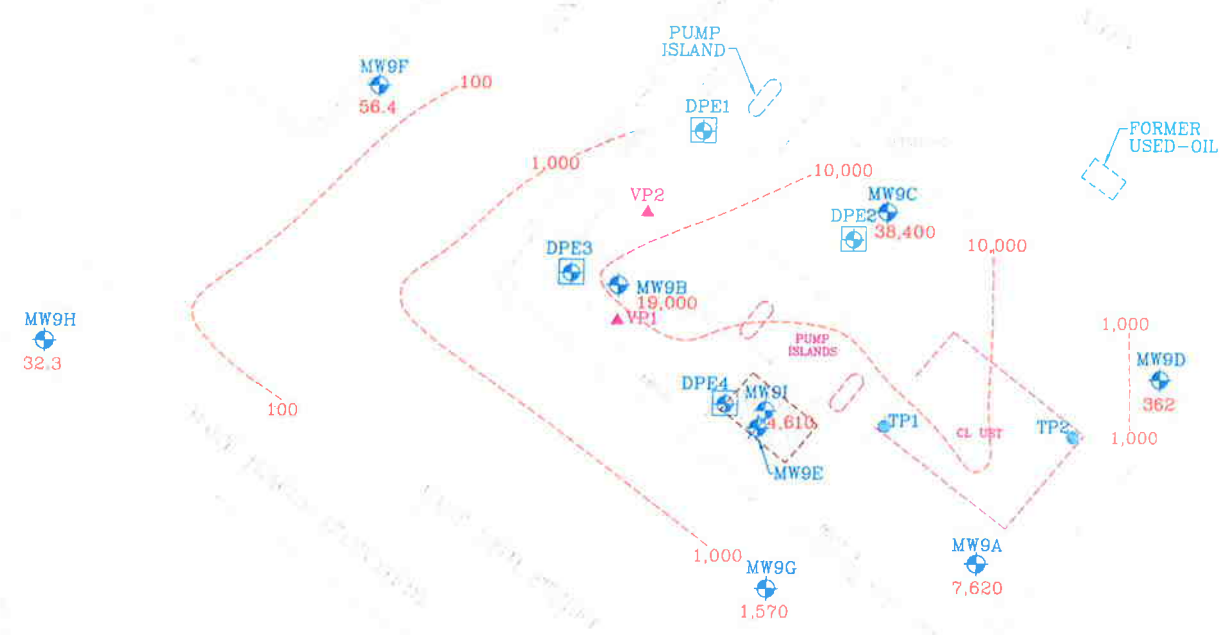 PUMP
ISLAND
MW9F
100
56.4
DPE1
FORMER
USED-OIL
1,000
10,000
VP2
MW9C
DPE2
38,400
DPE3
10,000
MW9B
19,000
MW9H
VP1
1,000
32.3
PUMP
ISLANDS
MW9D
DPE4
MW9I
362
100
4,610
TP1
CL UST
TP2
1,000
MW9E
1,000
MW9A
MW9G
7,620
1,570